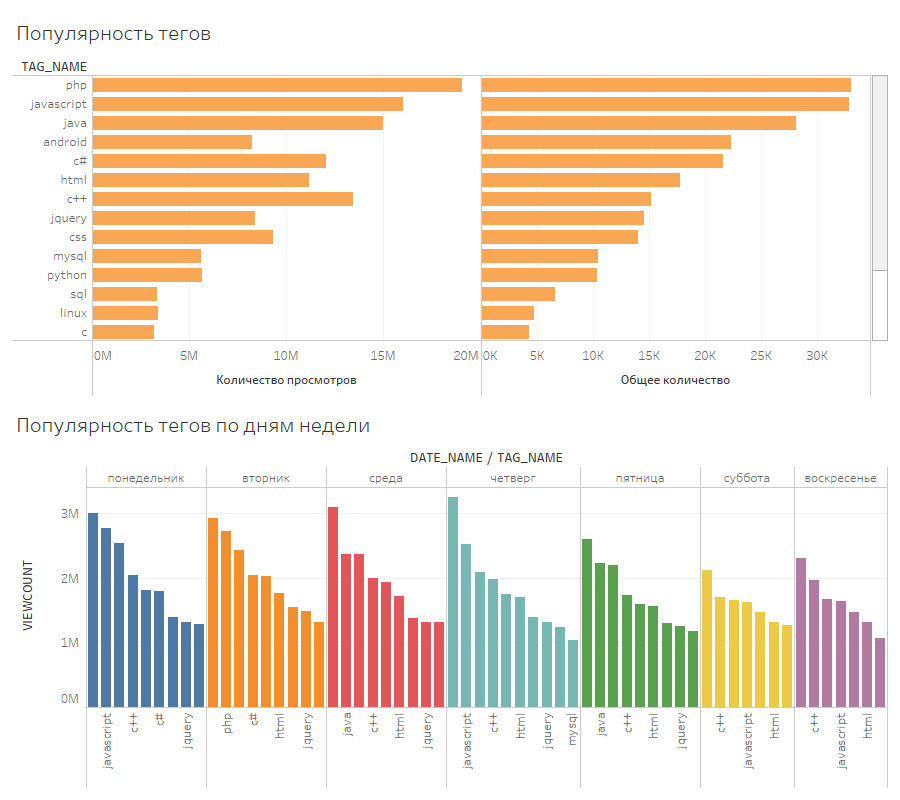 Популярность тегов
TAG_NAME
php
javascript
java
android
c#
html
c++
jquery
css
mysql
python
sql
linux
c
0M 5M 10M 15M 20M 0K 5K 10K 15K 20K 25K 30K
Количество просмотров Общее количество
Популярность тегов по дням недели
DATE_NAME / TAG_NAME
понедельник вторник среда четверг пятница суббота воскресенье
VIEWCOUNT
3M
2M
1M
0M
javascript c++ c# jquery php c# html jquery java c++ html jquery javascript c++ html jquery mysql java c++ html jquery c++ javascript html c++ javascript html